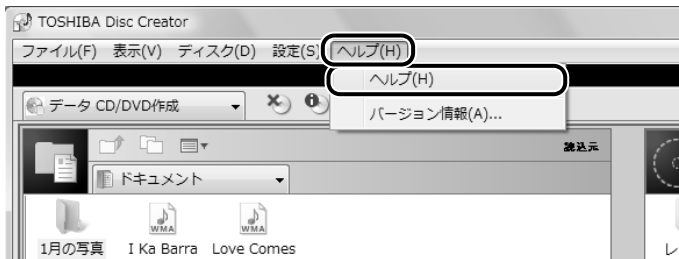 TOSHIBA Disc Creator
ファイル(F) 表示(V) ディスク(D) 設定(S) ヘルプ(H)
ヘルプ(H)
データ CD/DVD作成
バージョン情報(A)...
読込元
ドキュメント
WMA WMA
1月の写真 I Ka Barra Love Comes
レ